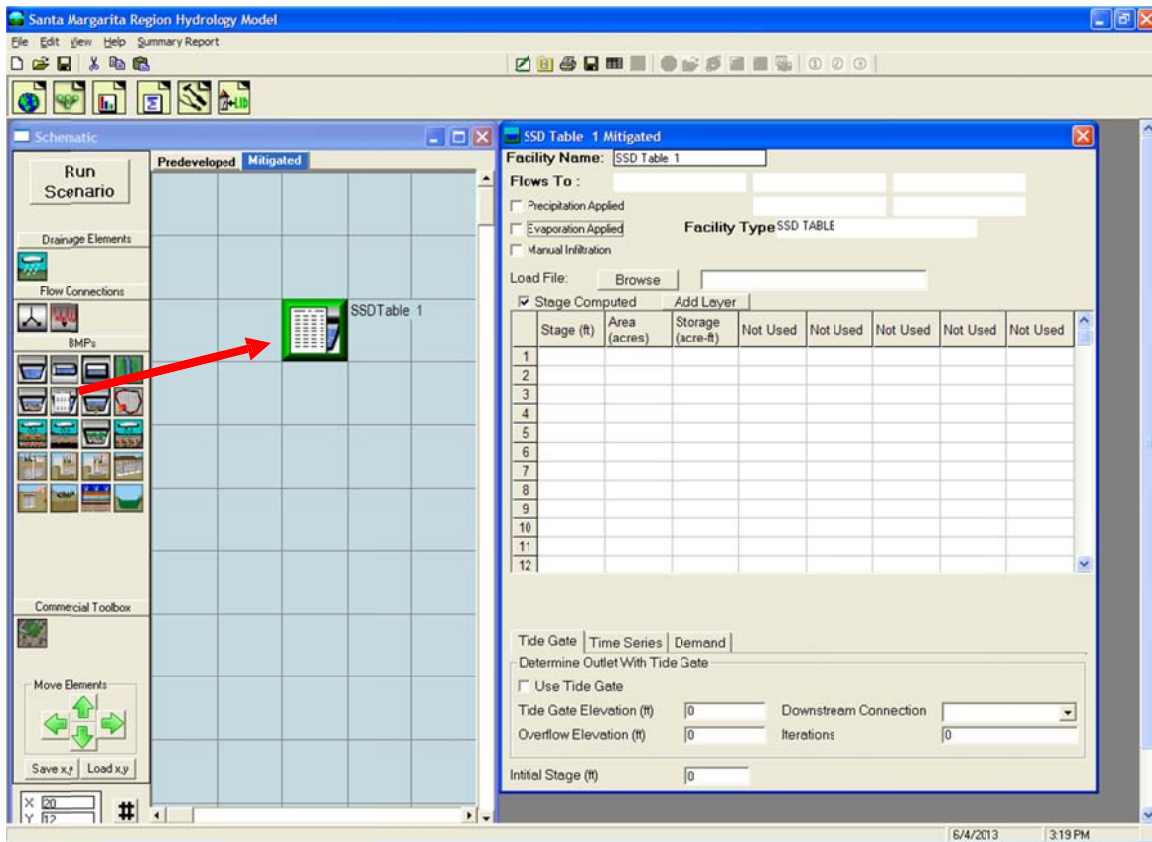 Santa Margarita Region Hydrology Model
File Edit View Help Summary Report
Schematic
Run
Scenario
Predeveloped Mitigated
Drainage Elements
Flow Connections
BMPs
SSDTable 1
Commercial Toolbox
Move Elements
Save x,y Load x,y
X 20
Y 12
#
SSD Table 1 Mitigated
Facility Name: SSD Table 1
Flows To :
Precipitation Applied
Evaporation Applied Facility Type SSD TABLE
Manual Infiltration
Load File: Browse
Stage Computed Add Layer
Stage (ft) Area (acres) Storage (acre-ft) Not Used Not Used Not Used Not Used Not Used
1
2
3
4
5
6
7
8
9
10
11
12
Tide Gate Time Series Demand
Determine Outlet With Tide Gate
Use Tide Gate
Tide Gate Elevation (ft) 0 Downstream Connection
Overflow Elevation (ft) 0 Iterations 0
Intitial Stage (ft) 0
6/4/2013 3:19 PM